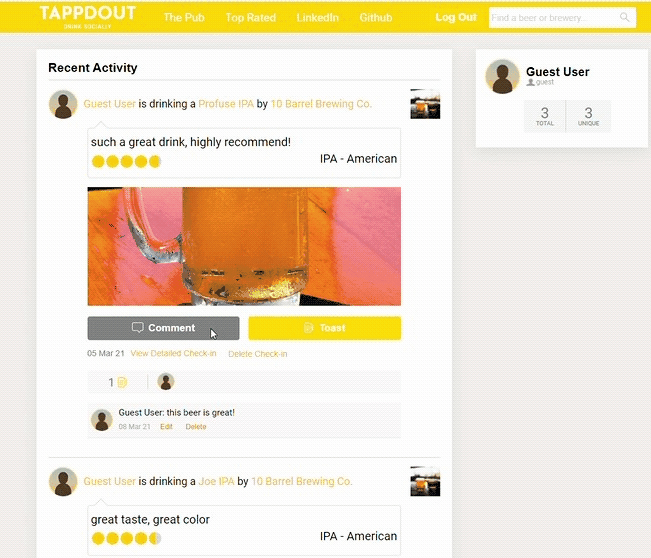 TAPPDOUT
DRINK SOCIALLY
The Pub
Top Rated
LinkedIn
Github
Log Out
Find a beer or brewery...
Recent Activity
Guest User is drinking a Profuse IPA by 10 Barrel Brewing Co.
such a great drink, highly recommend!
IPA - American
Comment
Toast
05 Mar 21 View Detailed Check-in Delete Check-in
1
Guest User: this beer is great!
08 Mar 21 Edit Delete
Guest User is drinking a Joe IPA by 10 Barrel Brewing Co.
great taste, great color
IPA - American
Guest User
guest
3
TOTAL
3
UNIQUE